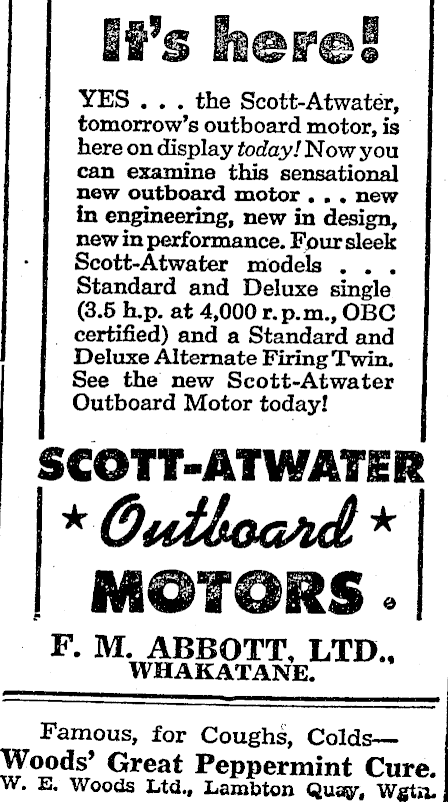 It's here!
YES . . . the Scott-Atwater,
tomorrow's outboard motor, is
here on display today! Now you
can examine this sensational
new outboard motor . . . new
in engineering, new in design,
new in performance. Four sleek
Scott-Atwater models . . .
Standard and Deluxe single
(3.5 h.p. at 4,000 r.p.m., OBC
certified) and a Standard and
Deluxe Alternate Firing Twin.
See the new Scott-Atwater
Outboard Motor today!
SCOTT-ATWATER
★ Outboard ★
MOTORS.
F. M. ABBOTT, LTD.,
WHAKATANE.
Famous, for Coughs, Colds—
Woods' Great Peppermint Cure.
W. E. Woods Ltd., Lambton Quay, Wgtn.